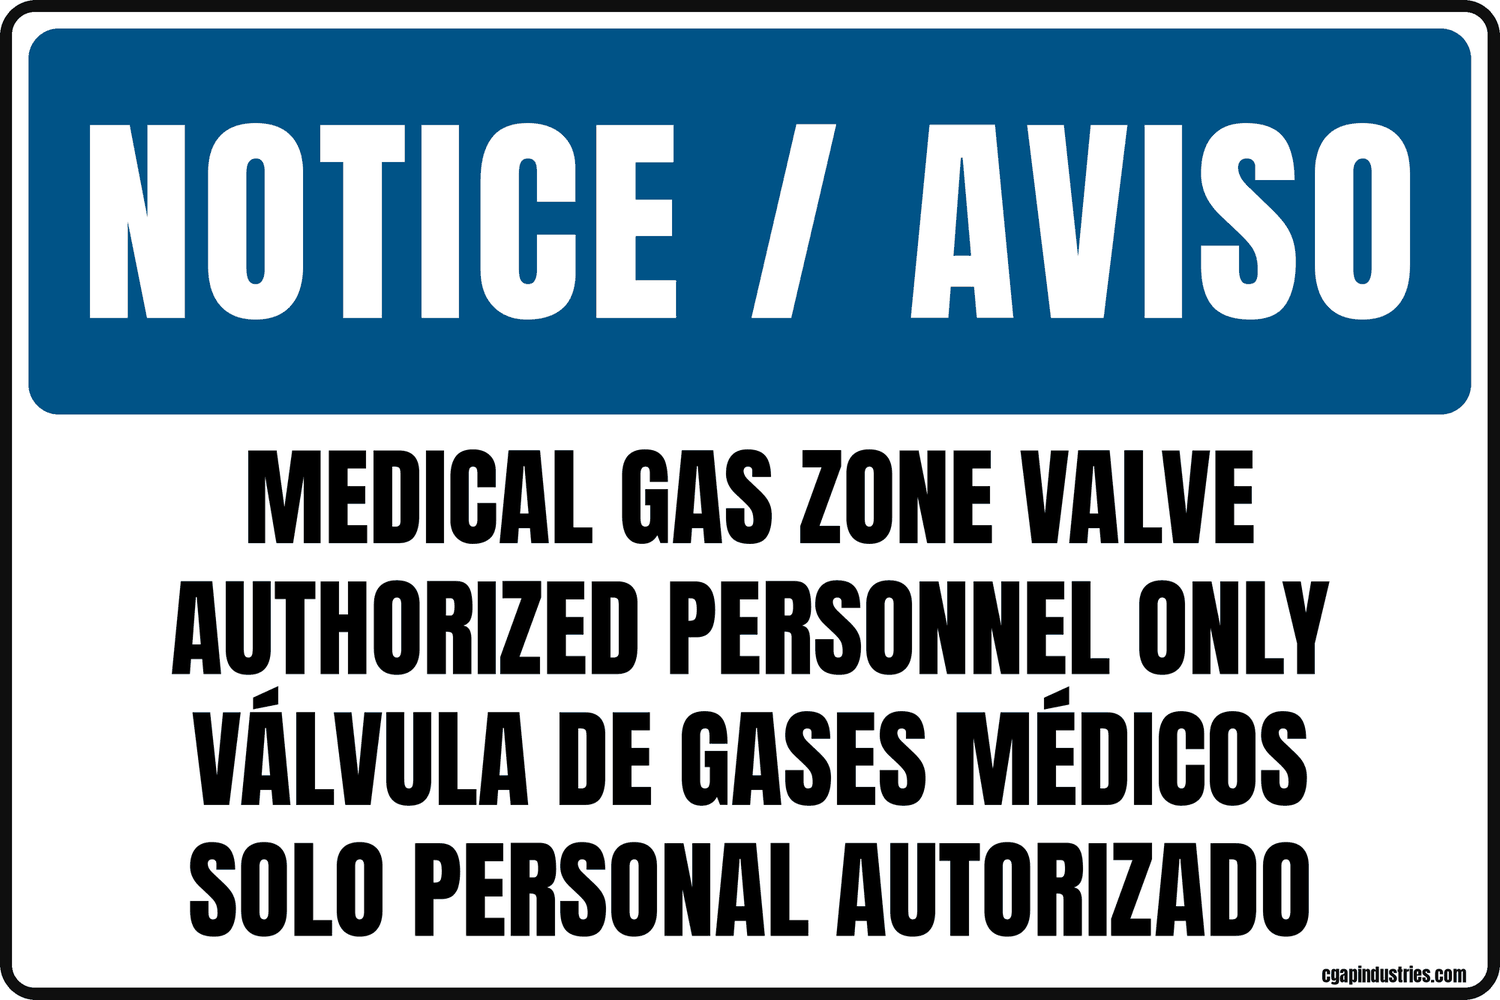 NOTICE / AVISO
MEDICAL GAS ZONE VALVE
AUTHORIZED PERSONNEL ONLY
VÁLVULA DE GASES MÉDICOS
SOLO PERSONAL AUTORIZADO
cgapindustries.com